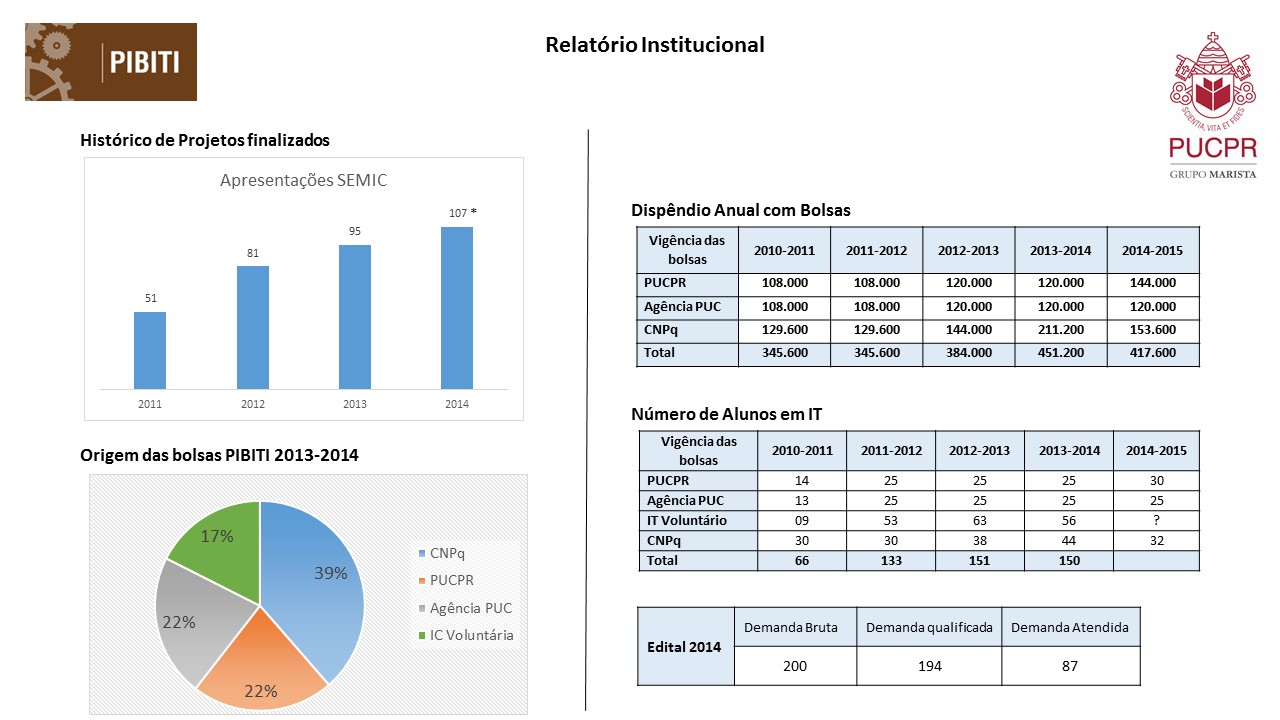 PIBITI
Relatório Institucional
SCIENTIA, VITA ET FIDES
PUCPR
GRUPO MARISTA
Histórico de Projetos finalizados
Apresentações SEMIC
51
81
95
107 *
2011 2012 2013 2014
Origem das bolsas PIBITI 2013-2014
17%
39%
22%
22%
CNPq
PUCPR
Agência PUC
IC Voluntária
Dispêndio Anual com Bolsas
Vigência das
bolsas 2010-2011 2011-2012 2012-2013 2013-2014 2014-2015
PUCPR 108.000 108.000 120.000 120.000 144.000
Agência PUC 108.000 108.000 120.000 120.000 120.000
CNPq 129.600 129.600 144.000 211.200 153.600
Total 345.600 345.600 384.000 451.200 417.600
Número de Alunos em IT
Vigência das
bolsas 2010-2011 2011-2012 2012-2013 2013-2014 2014-2015
PUCPR 14 25 25 25 30
Agência PUC 13 25 25 25 25
IT Voluntário 09 53 63 56 ?
CNPq 30 30 38 44 32
Total 66 133 151 150
Edital 2014
Demanda Bruta Demanda qualificada Demanda Atendida
200 194 87